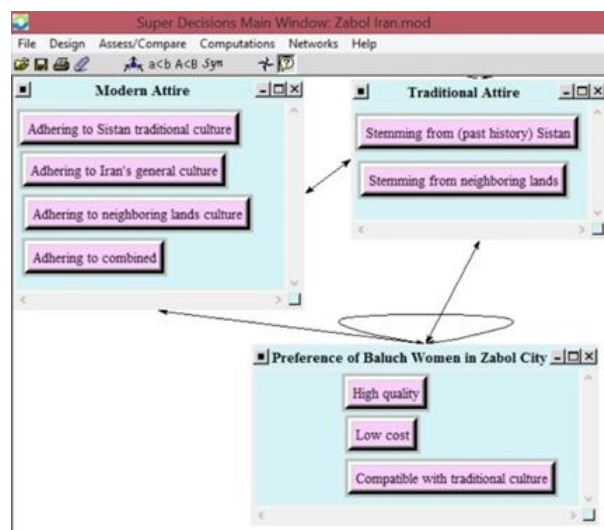 Super Decisions Main Window: Zabol Iran.mod
File Design Assess/Compare Computations Networks Help
a<b A<B Syn
Modern Attire
Adhering to Sistan traditional culture
Adhering to Iran's general culture
Adhering to neighboring lands culture
Adhering to combined
Traditional Attire
Stemming from (past history) Sistan
Stemming from neighboring lands
Preference of Baluch Women in Zabol City
High quality
Low cost
Compatible with traditional culture